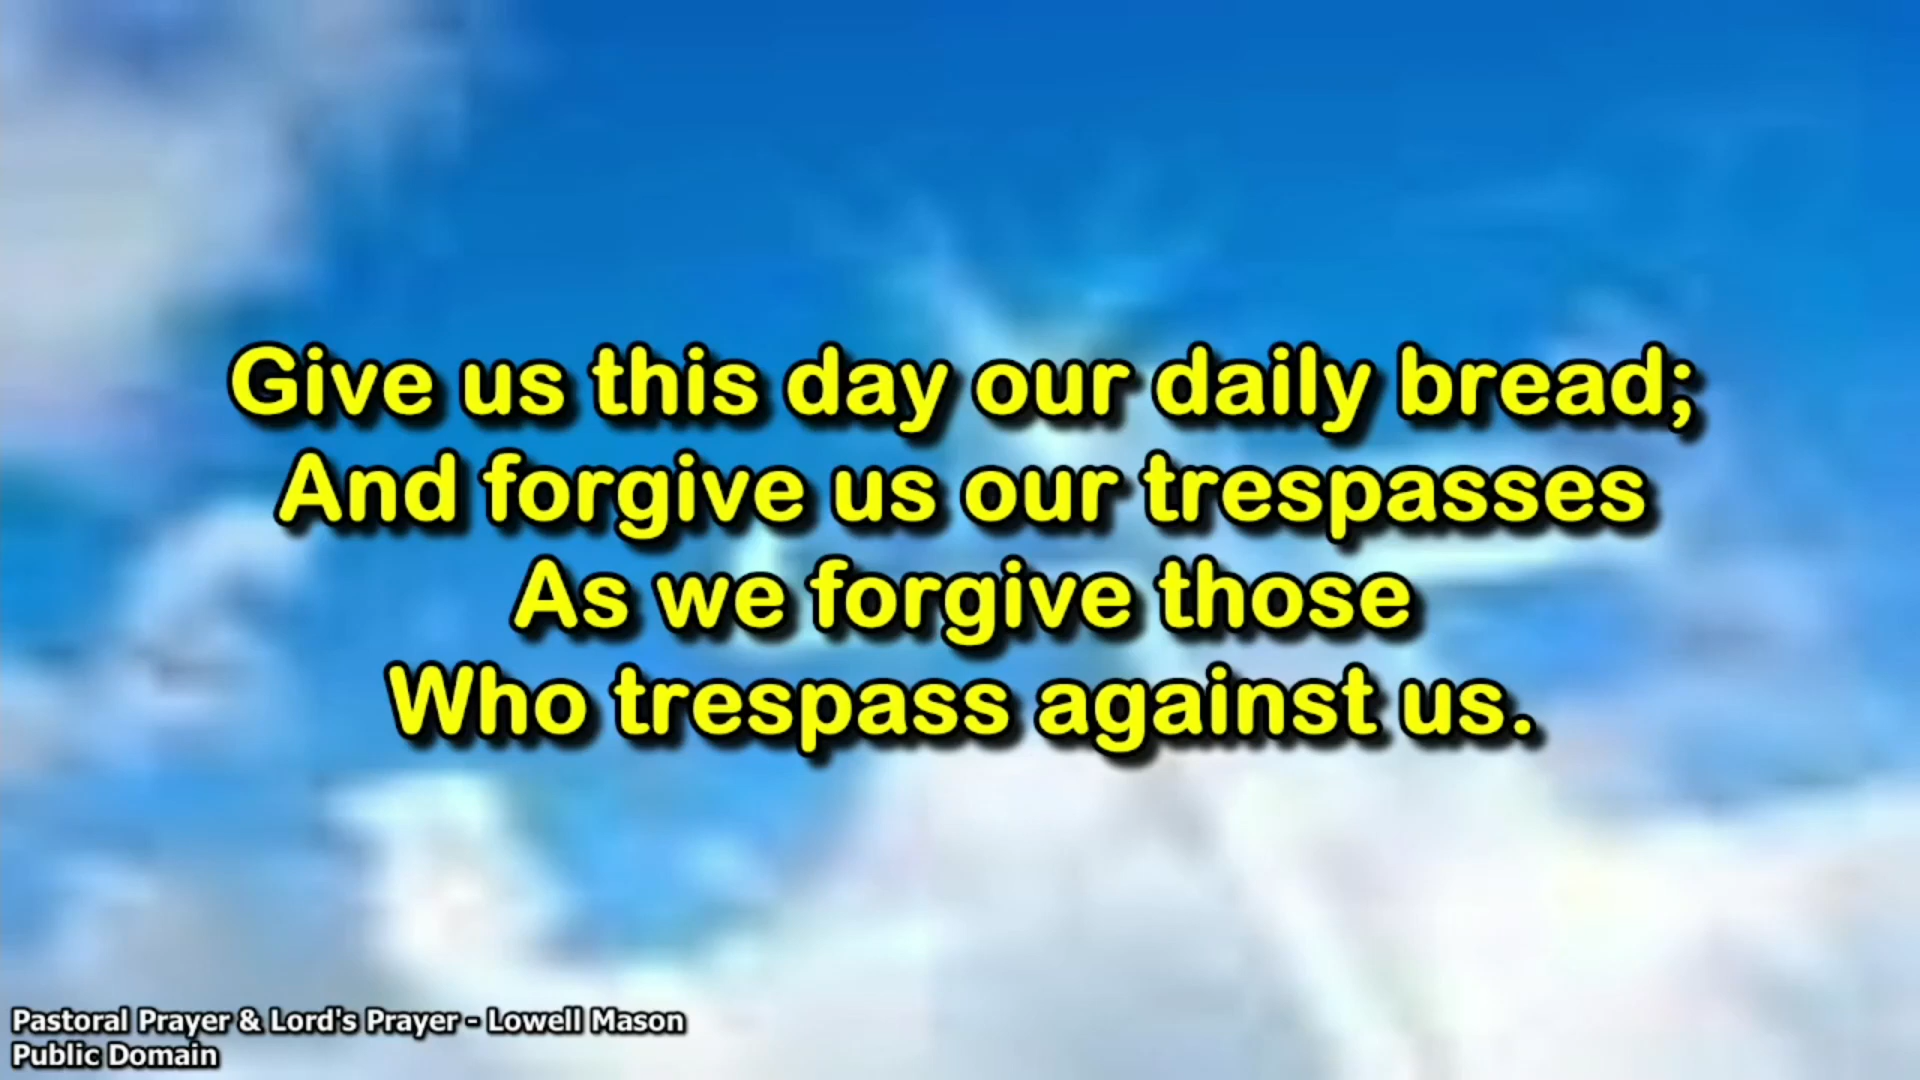 Give us this day our daily bread;
And forgive us our trespasses
As we forgive those
Who trespass against us.
Pastoral Prayer & Lord's Prayer - Lowell Mason
Public Domain